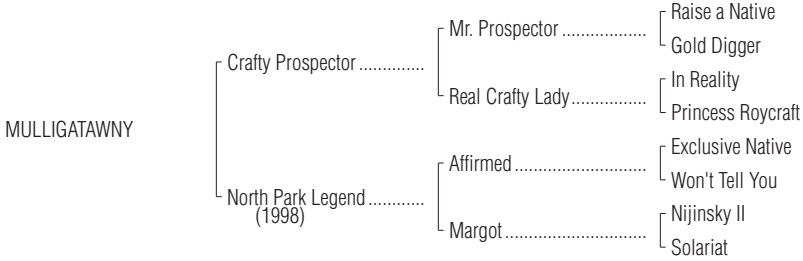 Raise a Native
Mr. Prospector ..................
Gold Digger
Crafty Prospector ..............
In Reality
Real Crafty Lady................
Princess Roycraft
MULLIGATAWNY
Exclusive Native
Affirmed ............................
Won't Tell You
North Park Legend ............
(1998)
Nijinsky II
Margot ..............................
Solariat